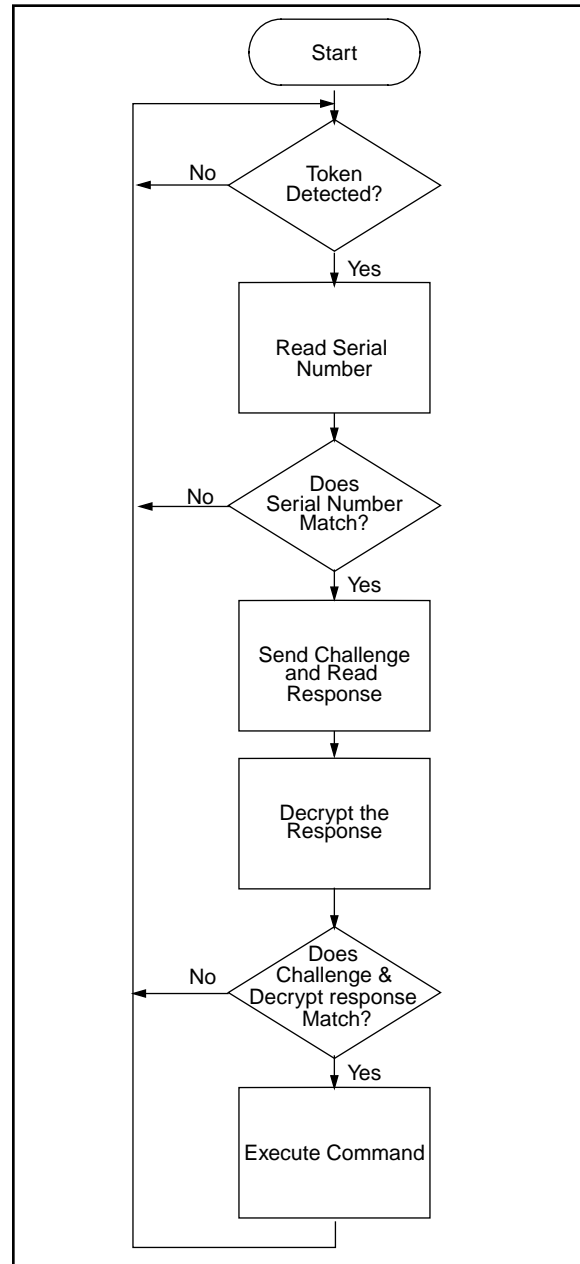 Start
Token
Detected?
No
Yes
Read Serial
Number
Does
Serial Number
Match?
No
Yes
Send Challenge
and Read
Response
Decrypt the
Response
Does
Challenge &
Decrypt response
Match?
No
Yes
Execute Command